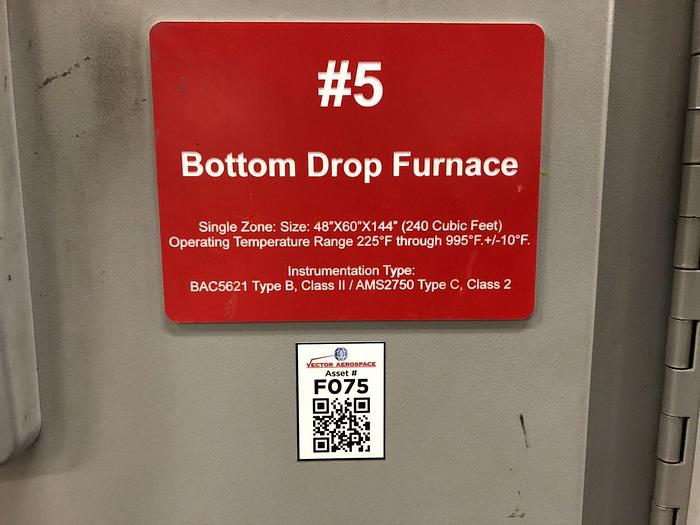 #5
Bottom Drop Furnace
Single Zone: Size: 48"X60"X144" (240 Cubic Feet)
Operating Temperature Range 225°F through 995°F.+/-10°F.
Instrumentation Type:
BAC5621 Type B, Class II / AMS2750 Type C, Class 2
VECTOR AEROSPACE
Asset #
F075